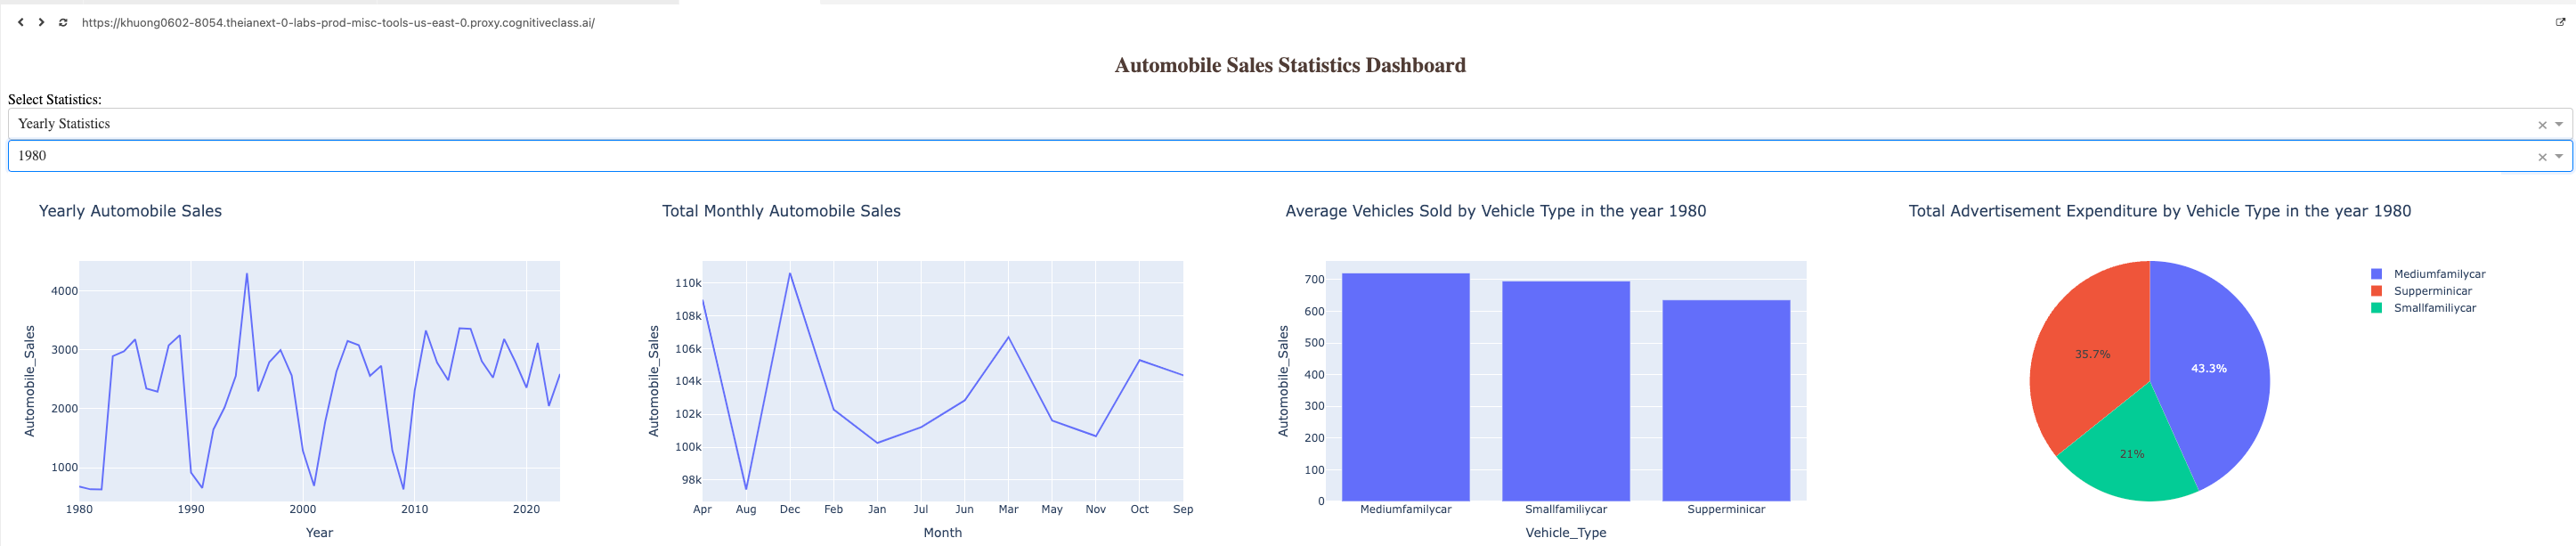 https://khuong0602-8054.theianext-0-labs-prod-misc-tools-us-east-0.proxy.cognitiveclass.ai/
Automobile Sales Statistics Dashboard
Select Statistics:
Yearly Statistics
1980
Yearly Automobile Sales
Automobile_Sales
4000
3000
2000
1000
1980 1990 2000 2010 2020
Year
Total Monthly Automobile Sales
Automobile_Sales
110k
108k
106k
104k
102k
100k
98k
Apr Aug Dec Feb Jan Jul Jun Mar May Nov Oct Sep
Month
Average Vehicles Sold by Vehicle Type in the year 1980
Automobile_Sales
700
600
500
400
300
200
100
0
Mediumfamilycar Smallfamiliycar Supperminicar
Vehicle_Type
Total Advertisement Expenditure by Vehicle Type in the year 1980
35.7%
43.3%
21%
Mediumfamilycar
Supperminicar
Smallfamiliycar